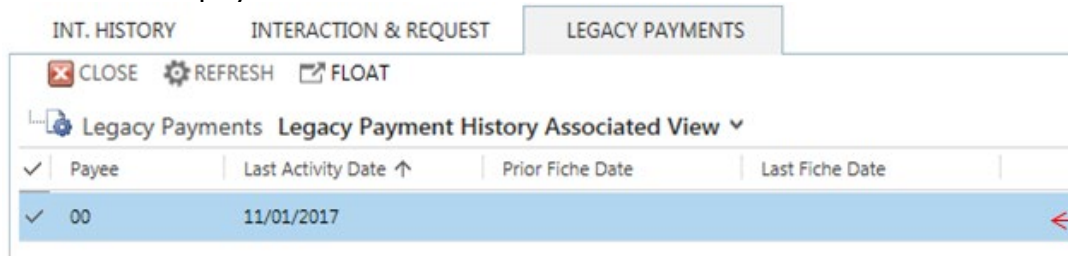 INT. HISTORY INTERACTION & REQUEST LEGACY PAYMENTS
CLOSE REFRESH FLOAT
Legacy Payments Legacy Payment History Associated View
Payee Last Activity Date ↑ Prior Fiche Date Last Fiche Date
00 11/01/2017